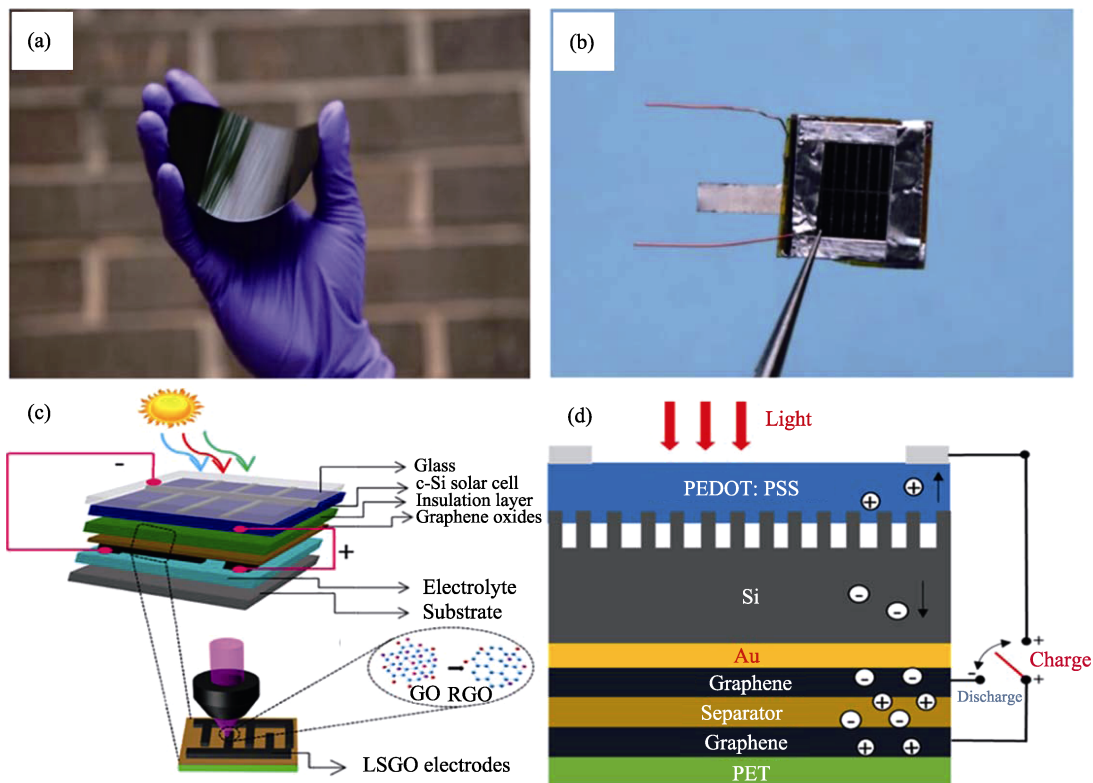 (a)
(b)
(c)
-
Glass
c-Si solar cell
Insulation layer
Graphene oxides
+
Electrolyte
Substrate
GO RGO
LSGO electrodes
(d)
Light
PEDOT: PSS
+
+
Si
-
-
Au
Graphene
Separator
Graphene
PET
- -
+ +
- -
+ +
+
Charge
-
+
Discharge